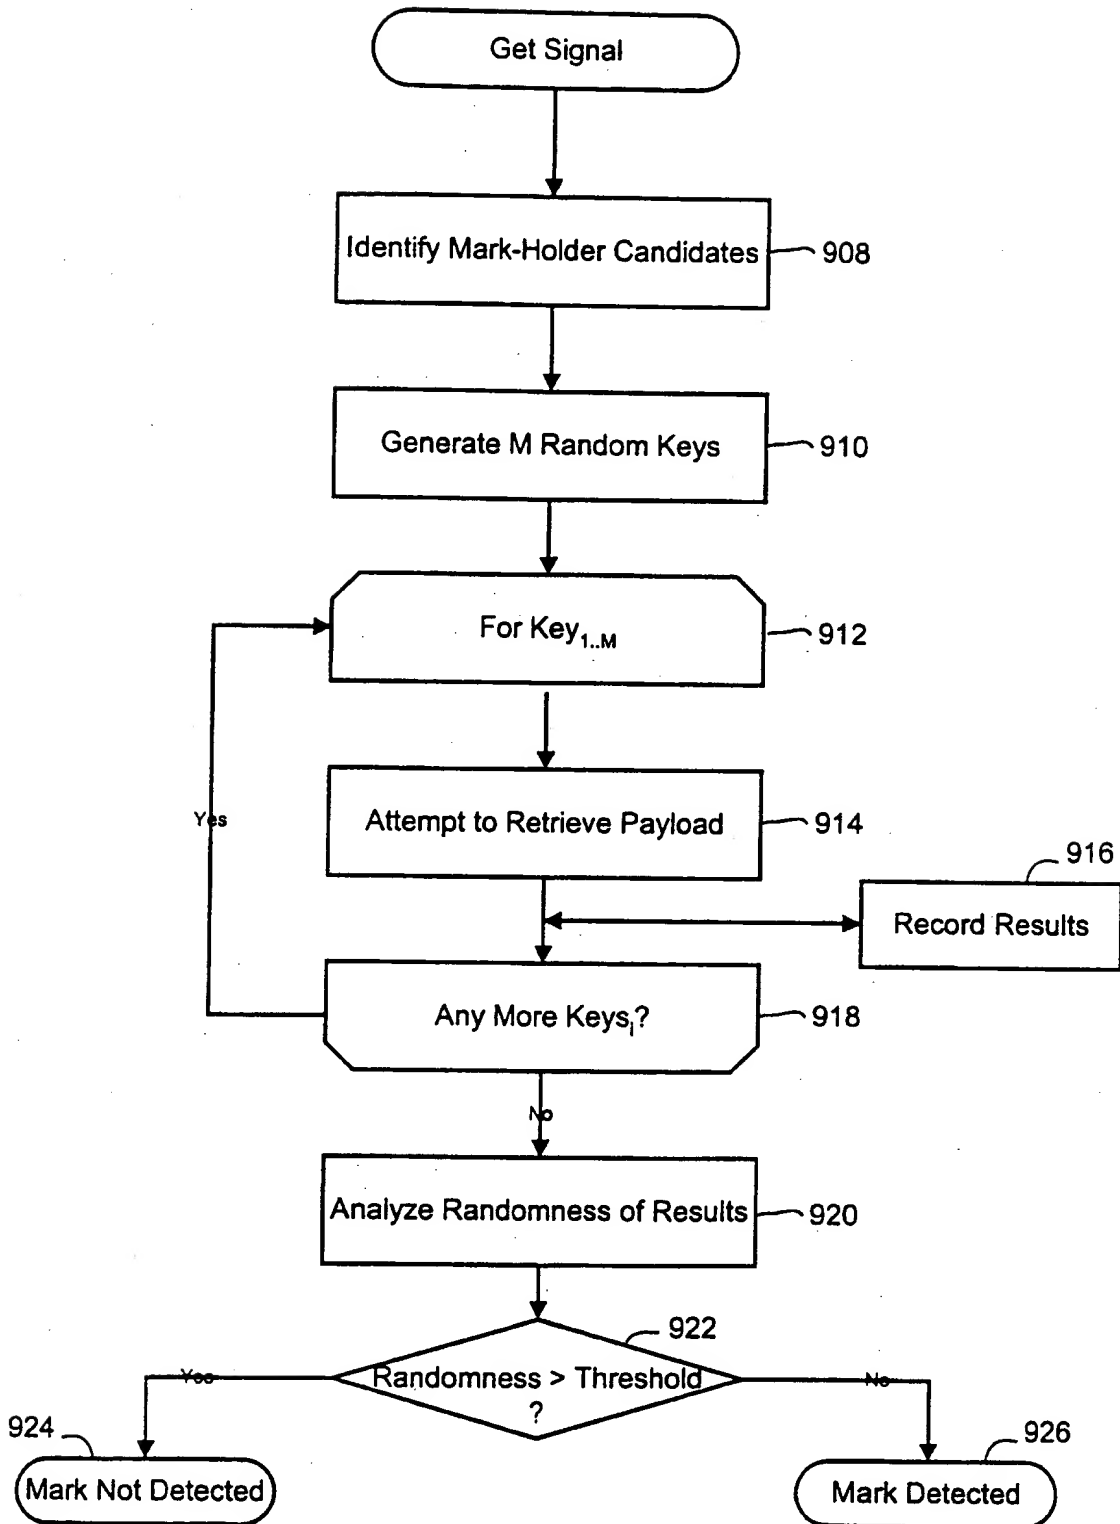 Get Signal
Identify Mark-Holder Candidates
908
Generate M Random Keys
910
For Key1..M
912
Attempt to Retrieve Payload
914
Yes
916
Record Results
Any More Keysi?
918
No
Analyze Randomness of Results
920
922
Randomness > Threshold
?
Yes
No
924
926
Mark Not Detected
Mark Detected